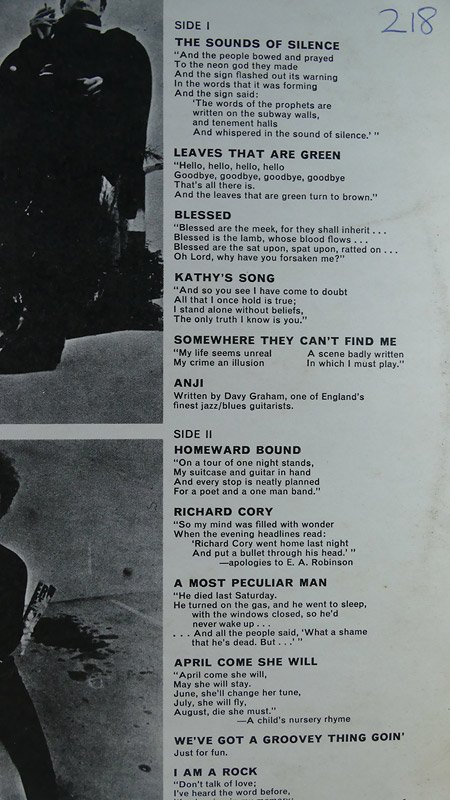 218
SIDE I
THE SOUNDS OF SILENCE
"And the people bowed and prayed
To the neon god they made
And the sign flashed out its warning
In the words that it was forming
And the sign said:
'The words of the prophets are
written on the subway walls,
and tenement halls
And whispered in the sound of silence.' "
LEAVES THAT ARE GREEN
"Hello, hello, hello, hello
Goodbye, goodbye, goodbye, goodbye
That's all there is.
And the leaves that are green turn to brown."
BLESSED
"Blessed are the meek, for they shall inherit . . .
Blessed is the lamb, whose blood flows . . .
Blessed are the sat upon, spat upon, ratted on . . .
Oh Lord, why have you forsaken me?"
KATHY'S SONG
"And so you see I have come to doubt
All that I once hold is true;
I stand alone without beliefs,
The only truth I know is you."
SOMEWHERE THEY CAN'T FIND ME
"My life seems unreal A scene badly written
My crime an illusion In which I must play."
ANJI
Written by Davy Graham, one of England's
finest jazz/blues guitarists.
SIDE II
HOMEWARD BOUND
"On a tour of one night stands,
My suitcase and guitar in hand
And every stop is neatly planned
For a poet and a one man band."
RICHARD CORY
"So my mind was filled with wonder
When the evening headlines read:
'Richard Cory went home last night
And put a bullet through his head.' "
—apologies to E. A. Robinson
A MOST PECULIAR MAN
"He died last Saturday.
He turned on the gas, and he went to sleep,
with the windows closed, so he'd
never wake up . . .
. . . And all the people said, 'What a shame
that he's dead. But . . .' "
APRIL COME SHE WILL
"April come she will,
May she will stay.
June, she'll change her tune,
July, she will fly,
August, die she must."
—A child's nursery rhyme
WE'VE GOT A GROOVEY THING GOIN'
Just for fun.
I AM A ROCK
"Don't talk of love;
I've heard the word before,